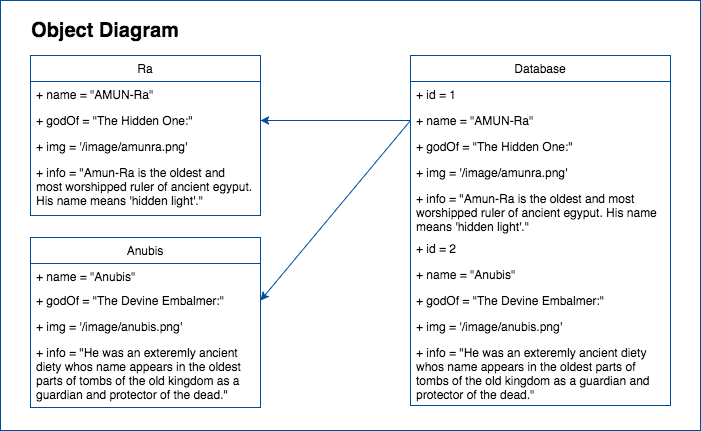 Object Diagram
Ra
+ name = "AMUN-Ra"
+ godOf = "The Hidden One:"
+ img = '/image/amunra.png'
+ info = "Amun-Ra is the oldest and
most worshipped ruler of ancient egyput.
His name means 'hidden light'."
Anubis
+ name = "Anubis"
+ godOf = "The Devine Embalmer:"
+ img = '/image/anubis.png'
+ info = "He was an exteremly ancient
diety whos name appears in the oldest
parts of tombs of the old kingdom as a
guardian and protector of the dead."
Database
+ id = 1
+ name = "AMUN-Ra"
+ godOf = "The Hidden One:"
+ img = '/image/amunra.png'
+ info = "Amun-Ra is the oldest and most
worshipped ruler of ancient egyput. His name
means 'hidden light'."
+ id = 2
+ name = "Anubis"
+ godOf = "The Devine Embalmer:"
+ img = '/image/anubis.png'
+ info = "He was an exteremly ancient diety
whos name appears in the oldest parts of
tombs of the old kingdom as a guardian and
protector of the dead."